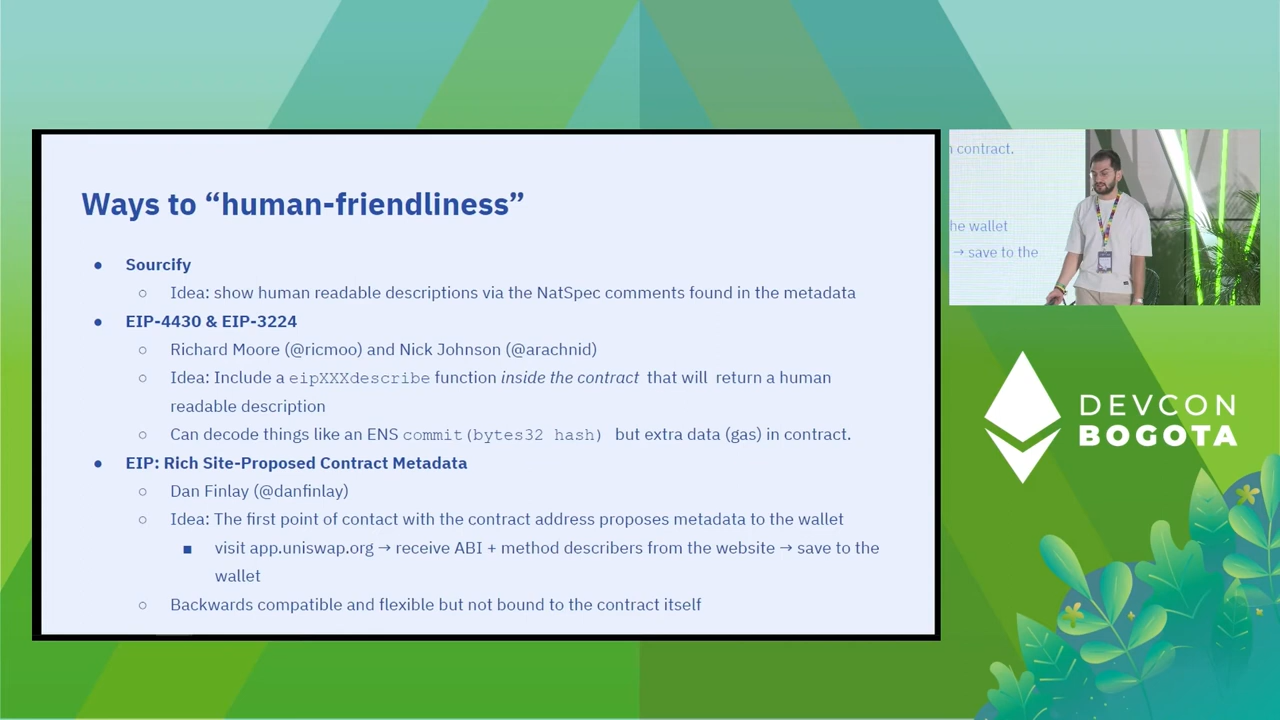 Ways to “human-friendliness”
● Sourcify
○ Idea: show human readable descriptions via the NatSpec comments found in the metadata
● EIP-4430 & EIP-3224
○ Richard Moore (@ricmoo) and Nick Johnson (@arachnid)
○ Idea: Include a eipXXXdescribe function inside the contract that will return a human
readable description
○ Can decode things like an ENS commit(bytes32 hash) but extra data (gas) in contract.
● EIP: Rich Site-Proposed Contract Metadata
○ Dan Finlay (@danfinlay)
○ Idea: The first point of contact with the contract address proposes metadata to the wallet
■ visit app.uniswap.org → receive ABI + method describers from the website → save to the
wallet
○ Backwards compatible and flexible but not bound to the contract itself
contract.
he wallet
→ save to the
DEVCON
BOGOTA